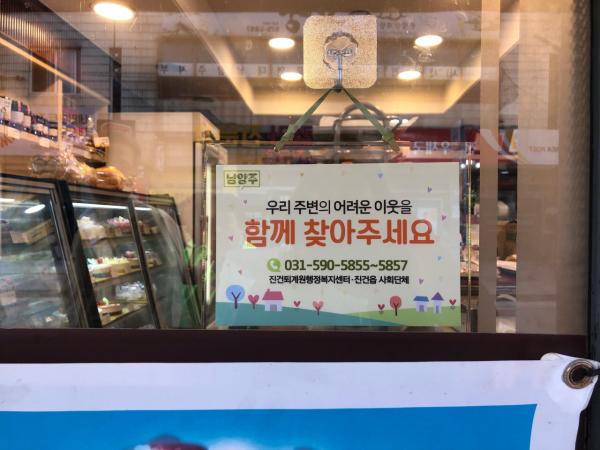 남양주
우리 주변의 어려운 이웃을
함께 찾아주세요
031-590-5855~5857
진건퇴계원행정복지센터·진건읍 사회단체